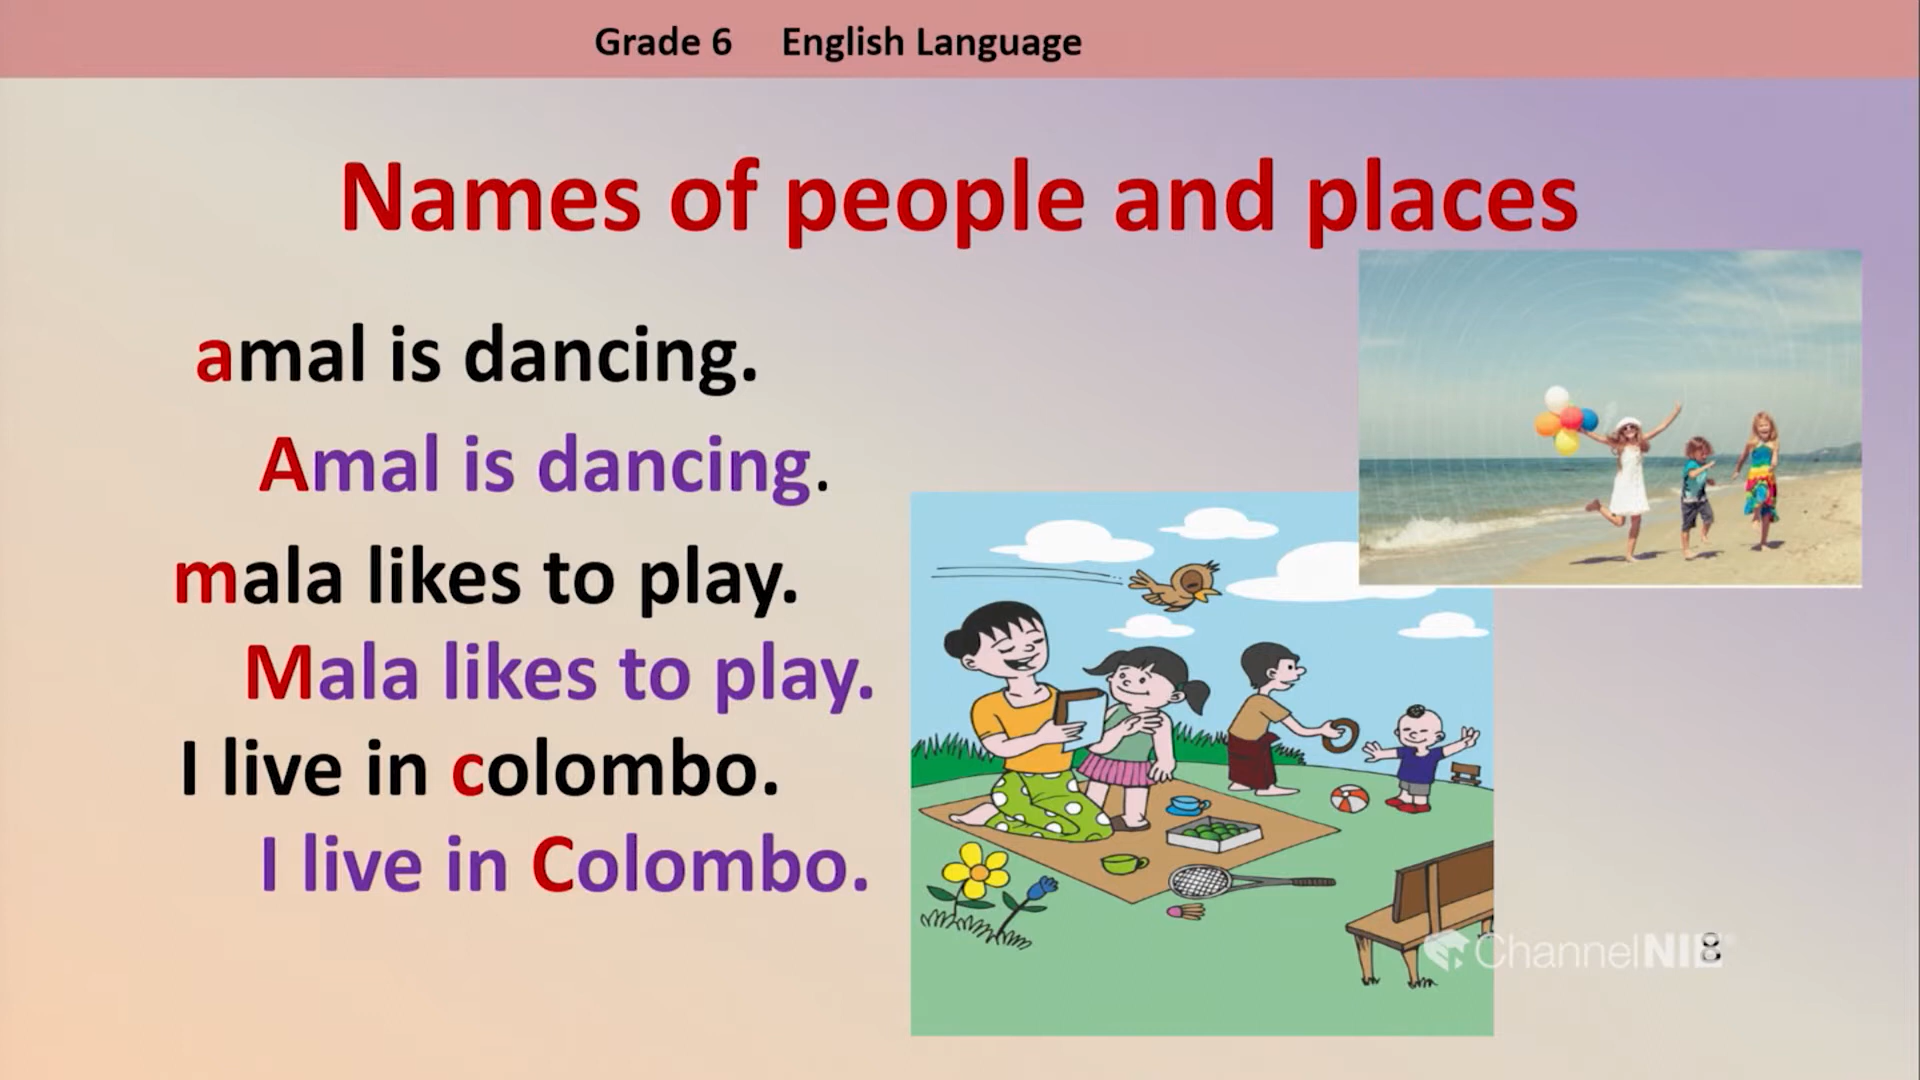 Grade 6 English Language
Names of people and places
amal is dancing.
Amal is dancing.
mala likes to play.
Mala likes to play.
I live in colombo.
I live in Colombo.
ChannelNIE
8